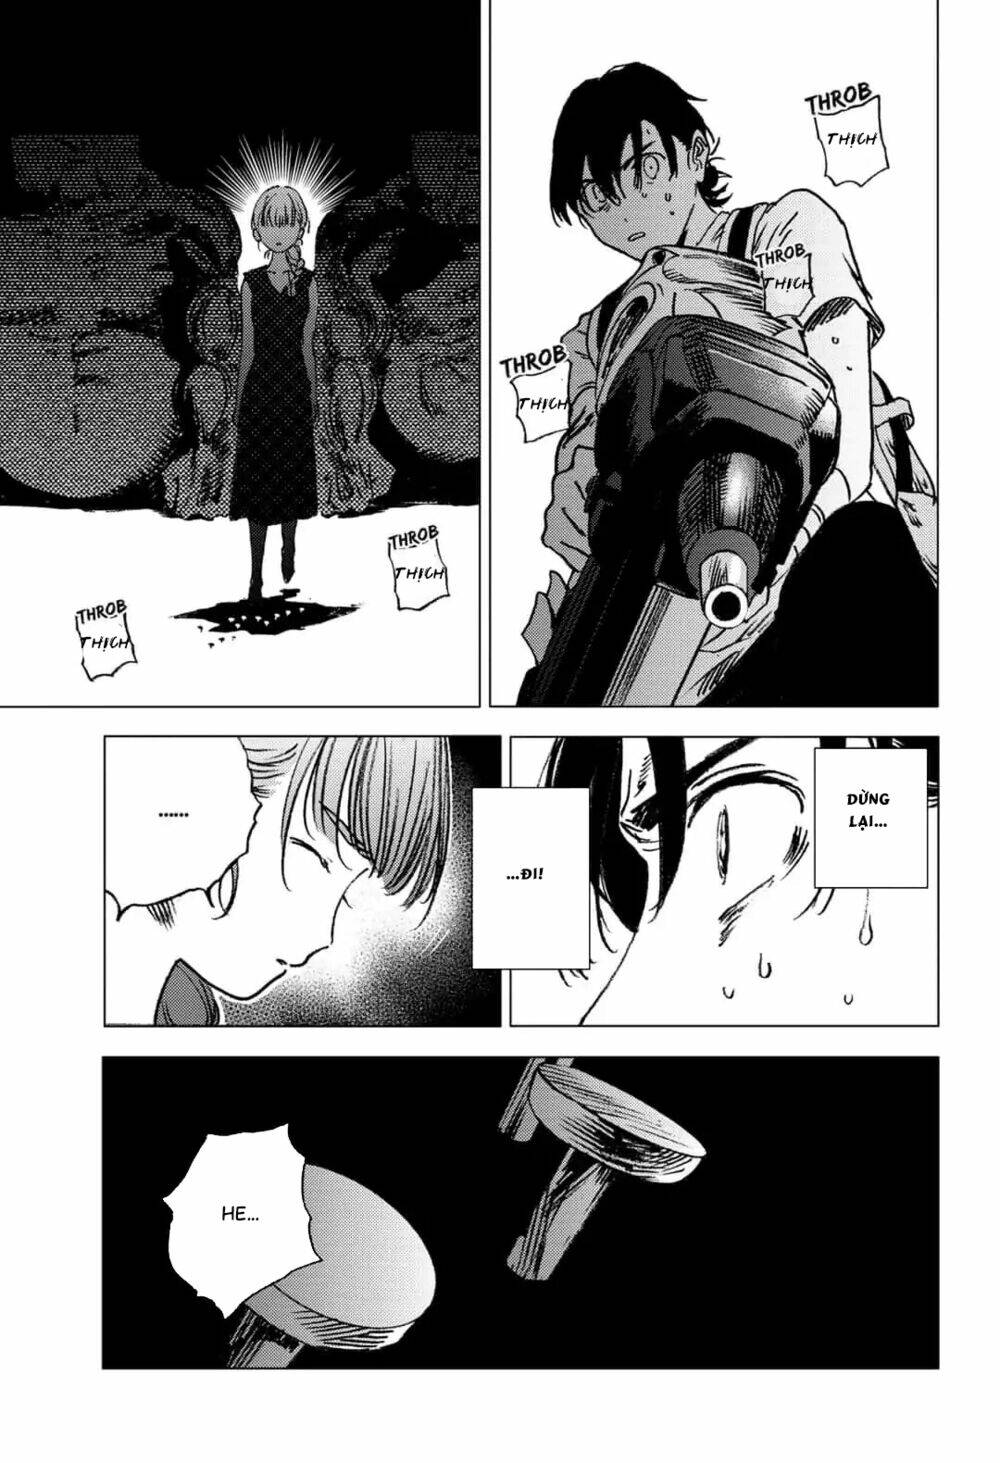 THROB
THỊCH
THROB
THỊCH
THROB
THỊCH
THROB
THỊCH
THROB
THỊCH
DỪNG
LẠI...
...ĐI!
......
HE...